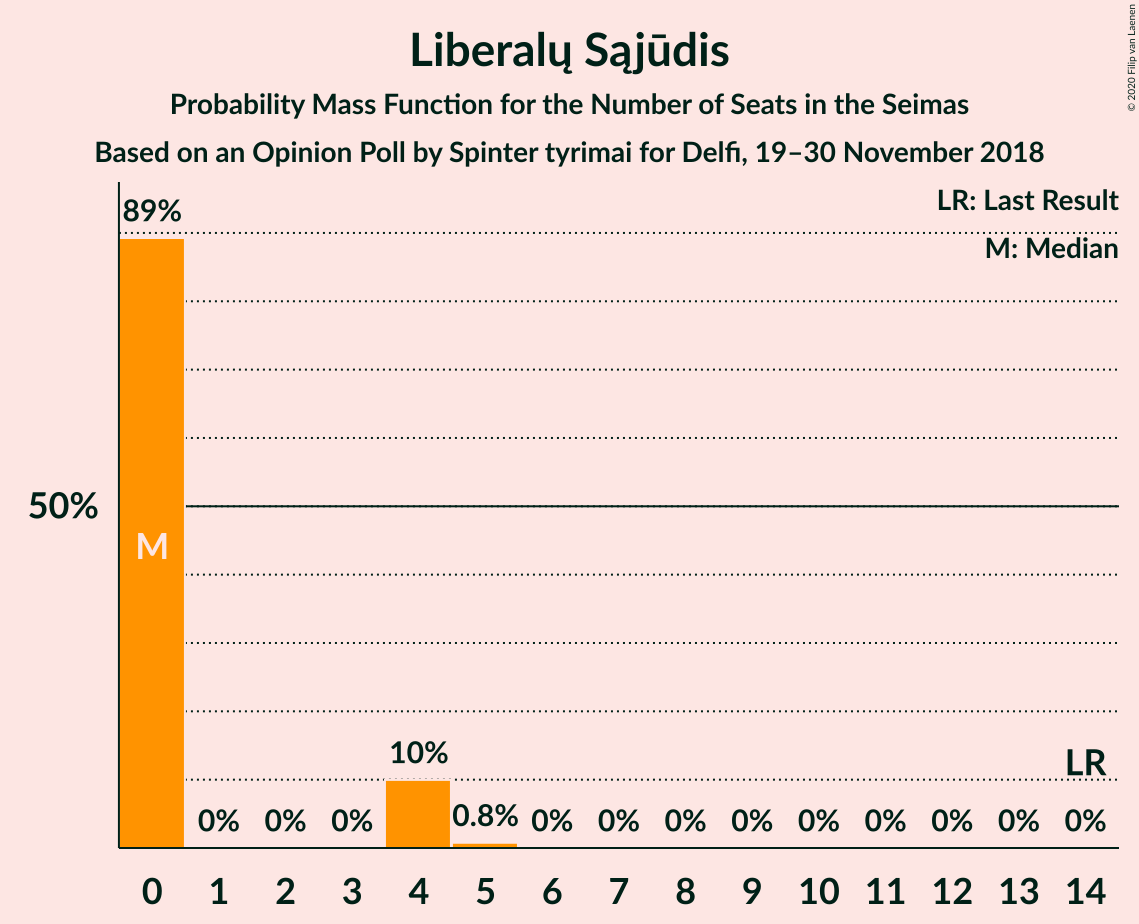 Liberalų Sąjūdis
Probability Mass Function for the Number of Seats in the Seimas
Based on an Opinion Poll by Spinter tyrimai for Delfi, 19–30 November 2018
© 2020 Filip van Laenen
LR: Last Result
M: Median
89%
50%
M
10%
LR
0% 0% 0% 0.8% 0% 0% 0% 0% 0% 0% 0% 0% 0%
0 1 2 3 4 5 6 7 8 9 10 11 12 13 14